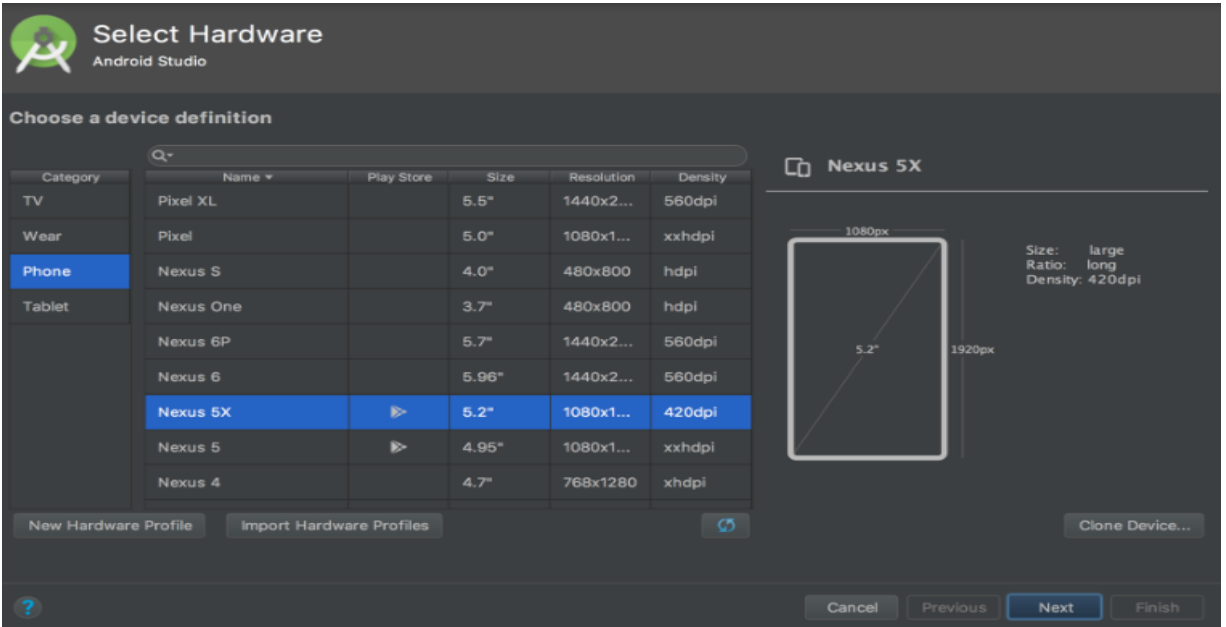 Select Hardware
Android Studio
Choose a device definition
Category
TV
Wear
Phone
Tablet
Name Play Store Size Resolution Density
Pixel XL 5.5" 1440x2... 560dpi
Pixel 5.0" 1080x1... xxhdpi
Nexus S 4.0" 480x800 hdpi
Nexus One 3.7" 480x800 hdpi
Nexus 6P 5.7" 1440x2... 560dpi
Nexus 6 5.96" 1440x2... 560dpi
Nexus 5X 5.2" 1080x1... 420dpi
Nexus 5 4.95" 1080x1... xxhdpi
Nexus 4 4.7" 768x1280 xhdpi
New Hardware Profile Import Hardware Profiles
Nexus 5X
1080px
5.2"
1920px
Size: large
Ratio: long
Density: 420dpi
Clone Device...
? Cancel Previous Next Finish